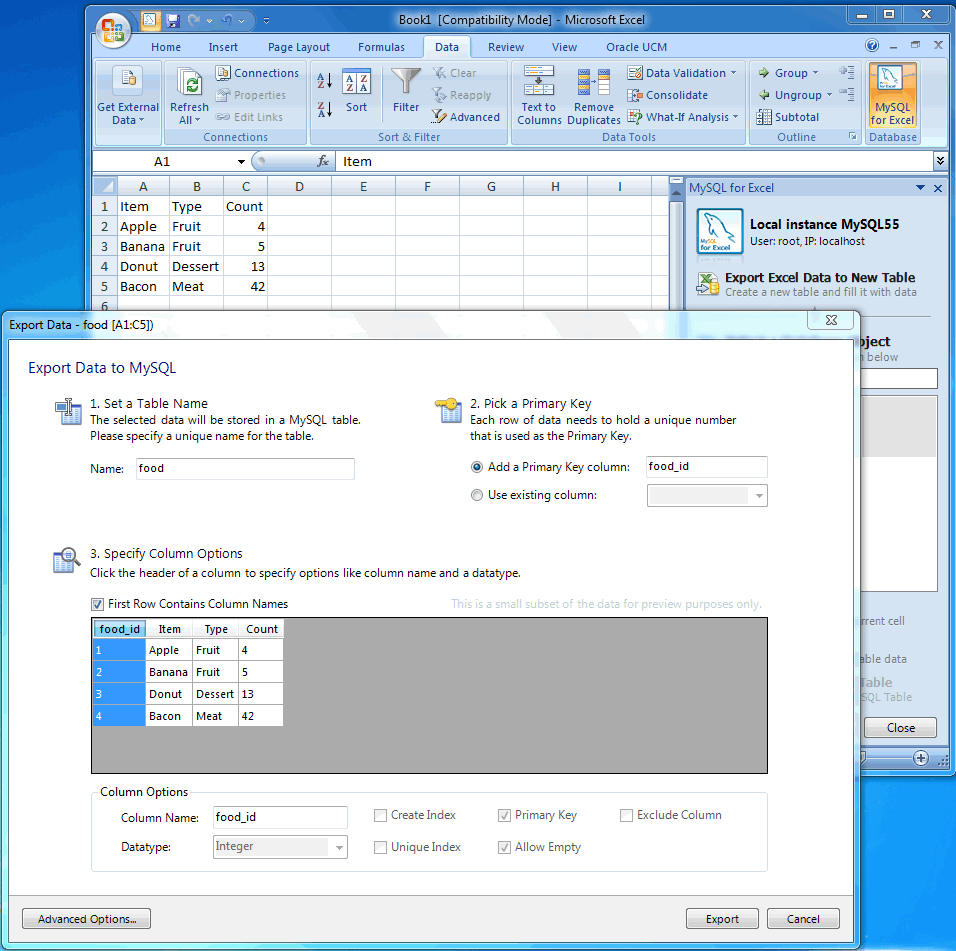 Book1 [Compatibility Mode] - Microsoft Excel
Home Insert Page Layout Formulas Data Review View Oracle UCM
Get External Data
Refresh All
Connections
Properties
Edit Links
Connections
Sort
Filter
Clear
Reapply
Advanced
Sort & Filter
Text to Columns
Remove Duplicates
Data Validation
Consolidate
What-If Analysis
Data Tools
Group
Ungroup
Subtotal
Outline
MySQL for Excel
Database
A1 fx Item
A B C D E F G H I
1 Item Type Count
2 Apple Fruit 4
3 Banana Fruit 5
4 Donut Dessert 13
5 Bacon Meat 42
6
MySQL for Excel
MySQL for Excel
Local instance MySQL55
User: root, IP: localhost
Export Excel Data to New Table
Create a new table and fill it with data
bject
n below
rrent cell
able data
Table
SQL Table
Close
Export Data - food [A1:C5])
Export Data to MySQL
1. Set a Table Name
The selected data will be stored in a MySQL table.
Please specify a unique name for the table.
Name: food
2. Pick a Primary Key
Each row of data needs to hold a unique number
that is used as the Primary Key.
Add a Primary Key column: food_id
Use existing column:
3. Specify Column Options
Click the header of a column to specify options like column name and a datatype.
First Row Contains Column Names
This is a small subset of the data for preview purposes only.
food_id Item Type Count
1 Apple Fruit 4
2 Banana Fruit 5
3 Donut Dessert 13
4 Bacon Meat 42
Column Options
Column Name: food_id Create Index Primary Key Exclude Column
Datatype: Integer Unique Index Allow Empty
Advanced Options... Export Cancel